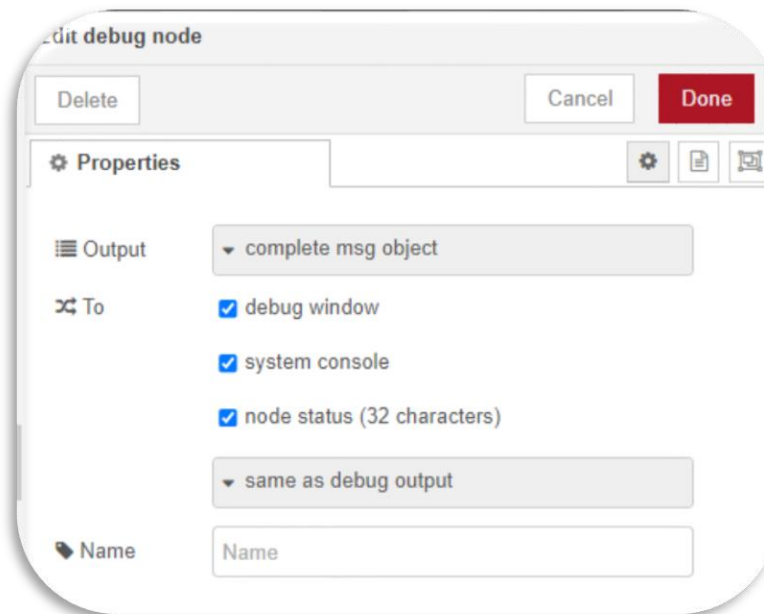 Edit debug node
Delete Cancel Done
Properties
Output complete msg object
To debug window
system console
node status (32 characters)
same as debug output
Name Name